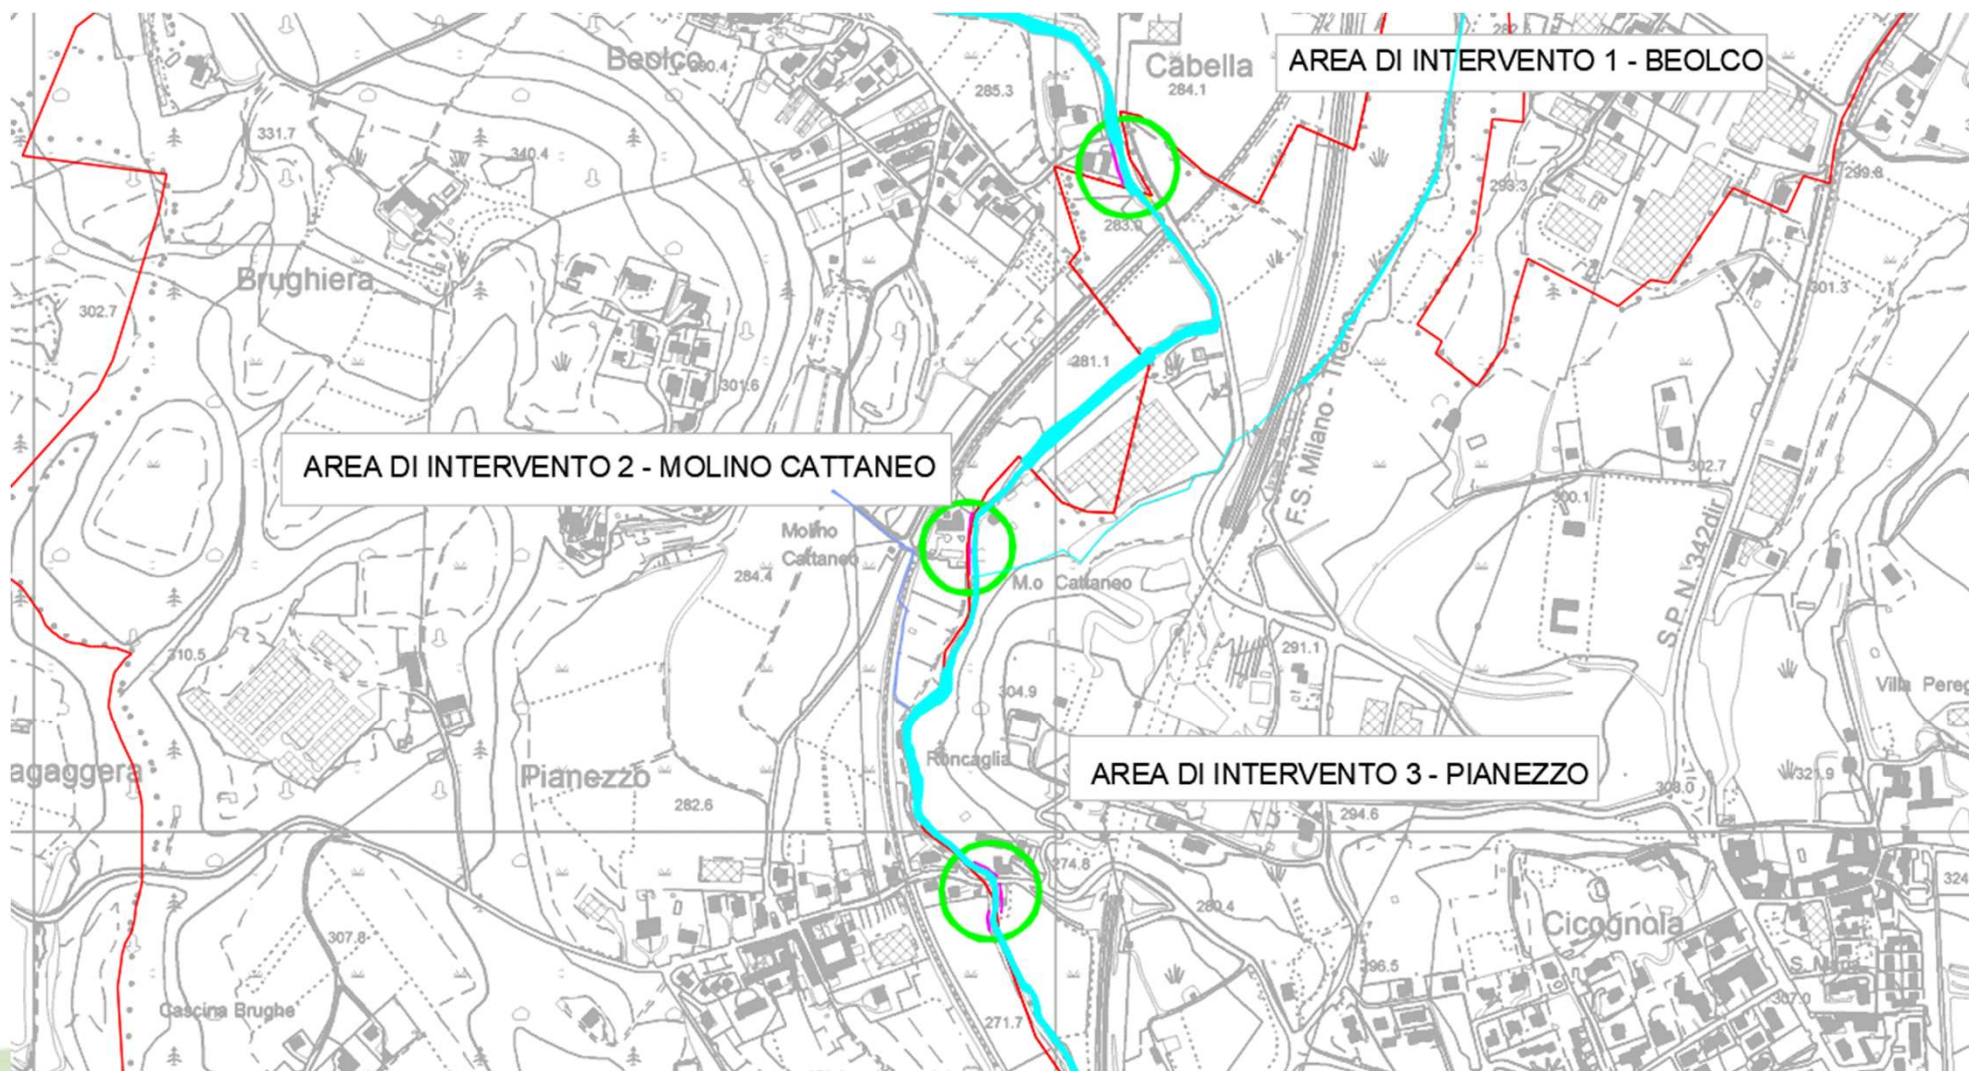 Beolco
Cabella
AREA DI INTERVENTO 1 - BEOLCO
284.1
285.3
331.7
340.4
293.3
299.8
283.0
Brughiera
302.7
301.3
281.1
301.6
F.S. Milano -
AREA DI INTERVENTO 2 - MOLINO CATTANEO
302.7
300.1
Molino
Cattaneo
284.4
M.o Cattaneo
S.P.N. 342dir
310.5
291.1
304.9
Villa Pereg
Roncaglia
agaggera
Pianezzo
AREA DI INTERVENTO 3 - PIANEZZO
321.9
308.0
282.6
294.6
274.8
324
280.4
307.8
Cicognola
296.5
307.0
Cascina Brughe
271.7